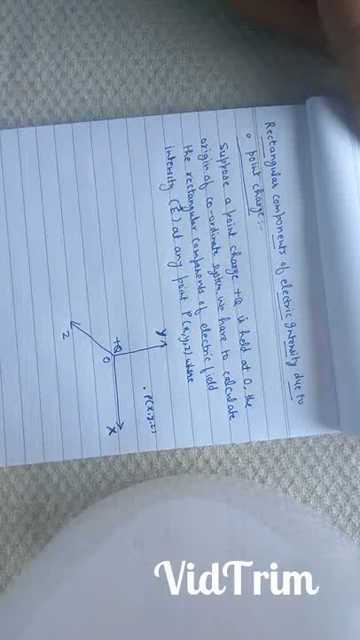 Rectangular components of electric Intensity due to
a point charge:-
Suppose a point charge +Q is held at O, the
origin of co-ordinate system. We have to calculate
the rectangular components of electric field
intensity (E) at any point P(x,y,z) where
Y
• P(x,y,z)
+Q
O
X
Z
VidTrim